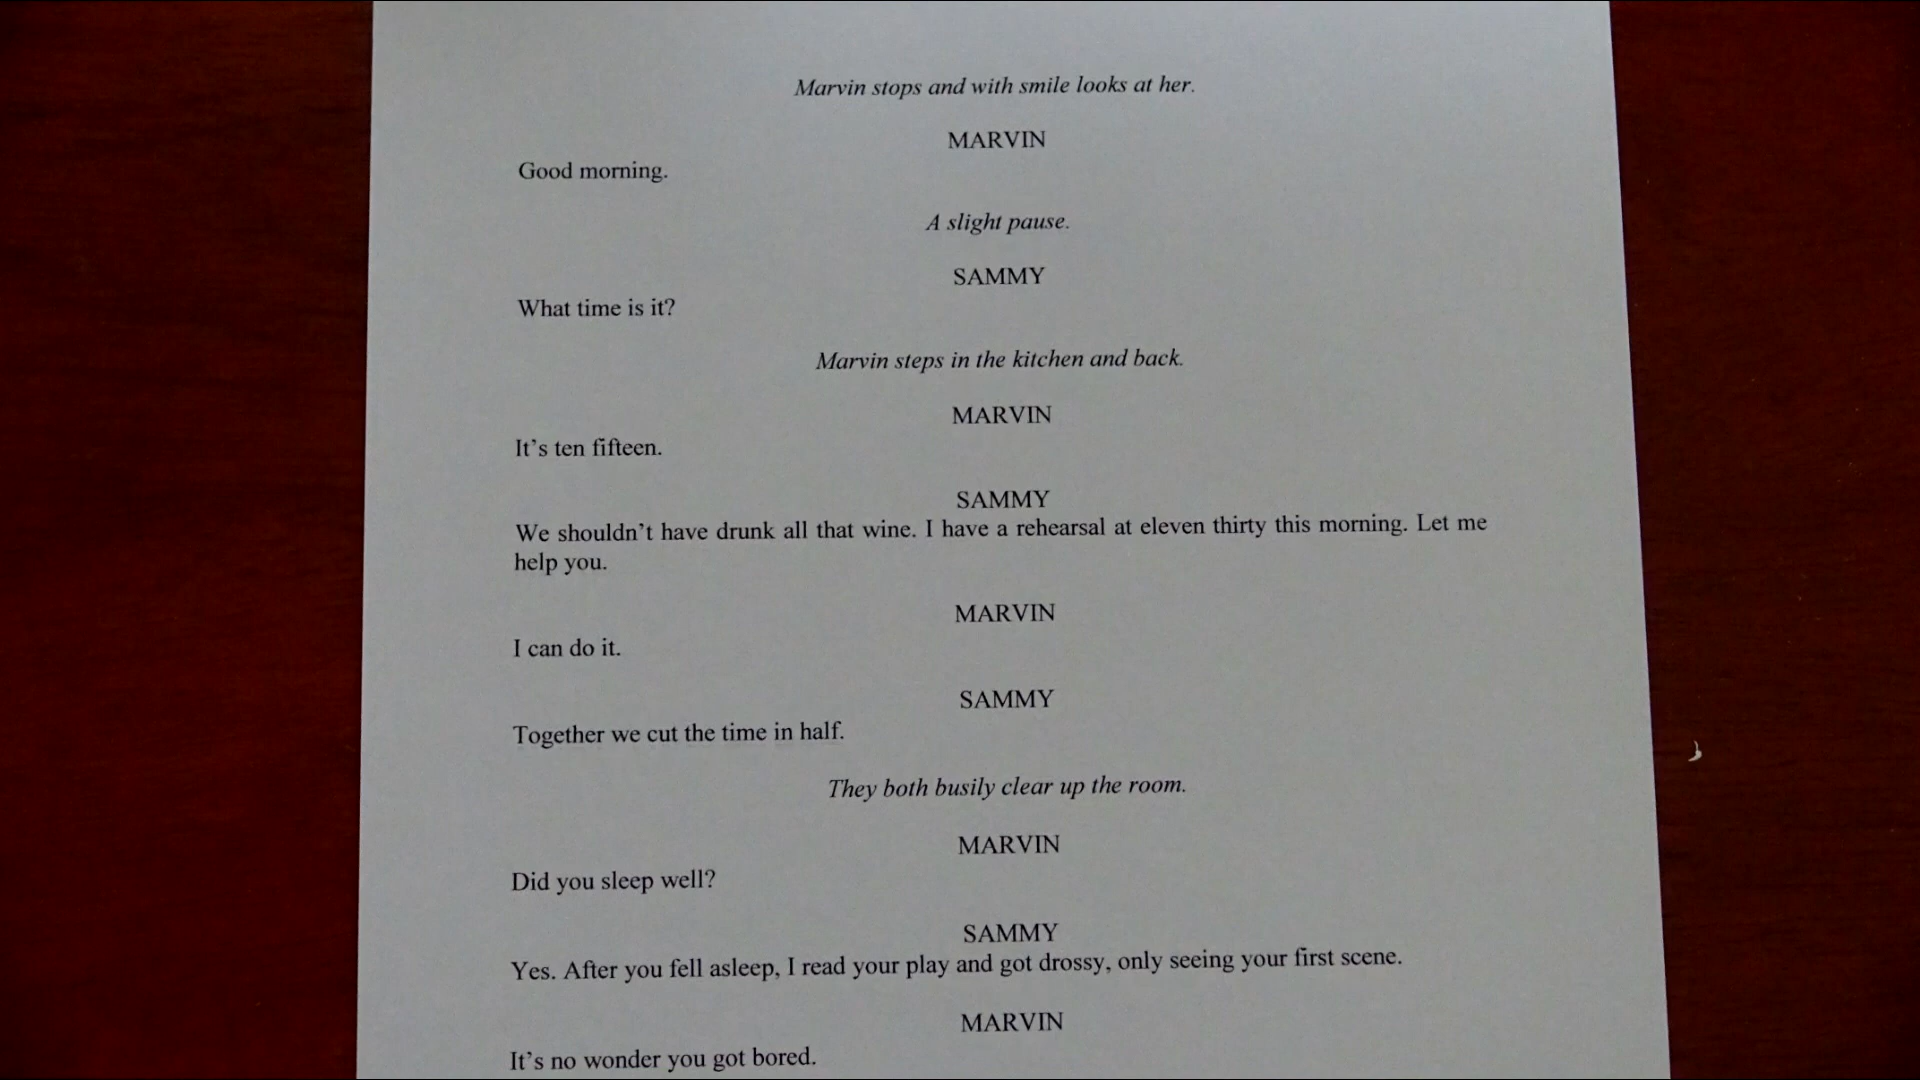 Marvin stops and with smile looks at her.
MARVIN
Good morning.
A slight pause.
SAMMY
What time is it?
Marvin steps in the kitchen and back.
MARVIN
It’s ten fifteen.
SAMMY
We shouldn’t have drunk all that wine. I have a rehearsal at eleven thirty this morning. Let me
help you.
MARVIN
I can do it.
SAMMY
Together we cut the time in half.
They both busily clear up the room.
MARVIN
Did you sleep well?
SAMMY
Yes. After you fell asleep, I read your play and got drossy, only seeing your first scene.
MARVIN
It’s no wonder you got bored.